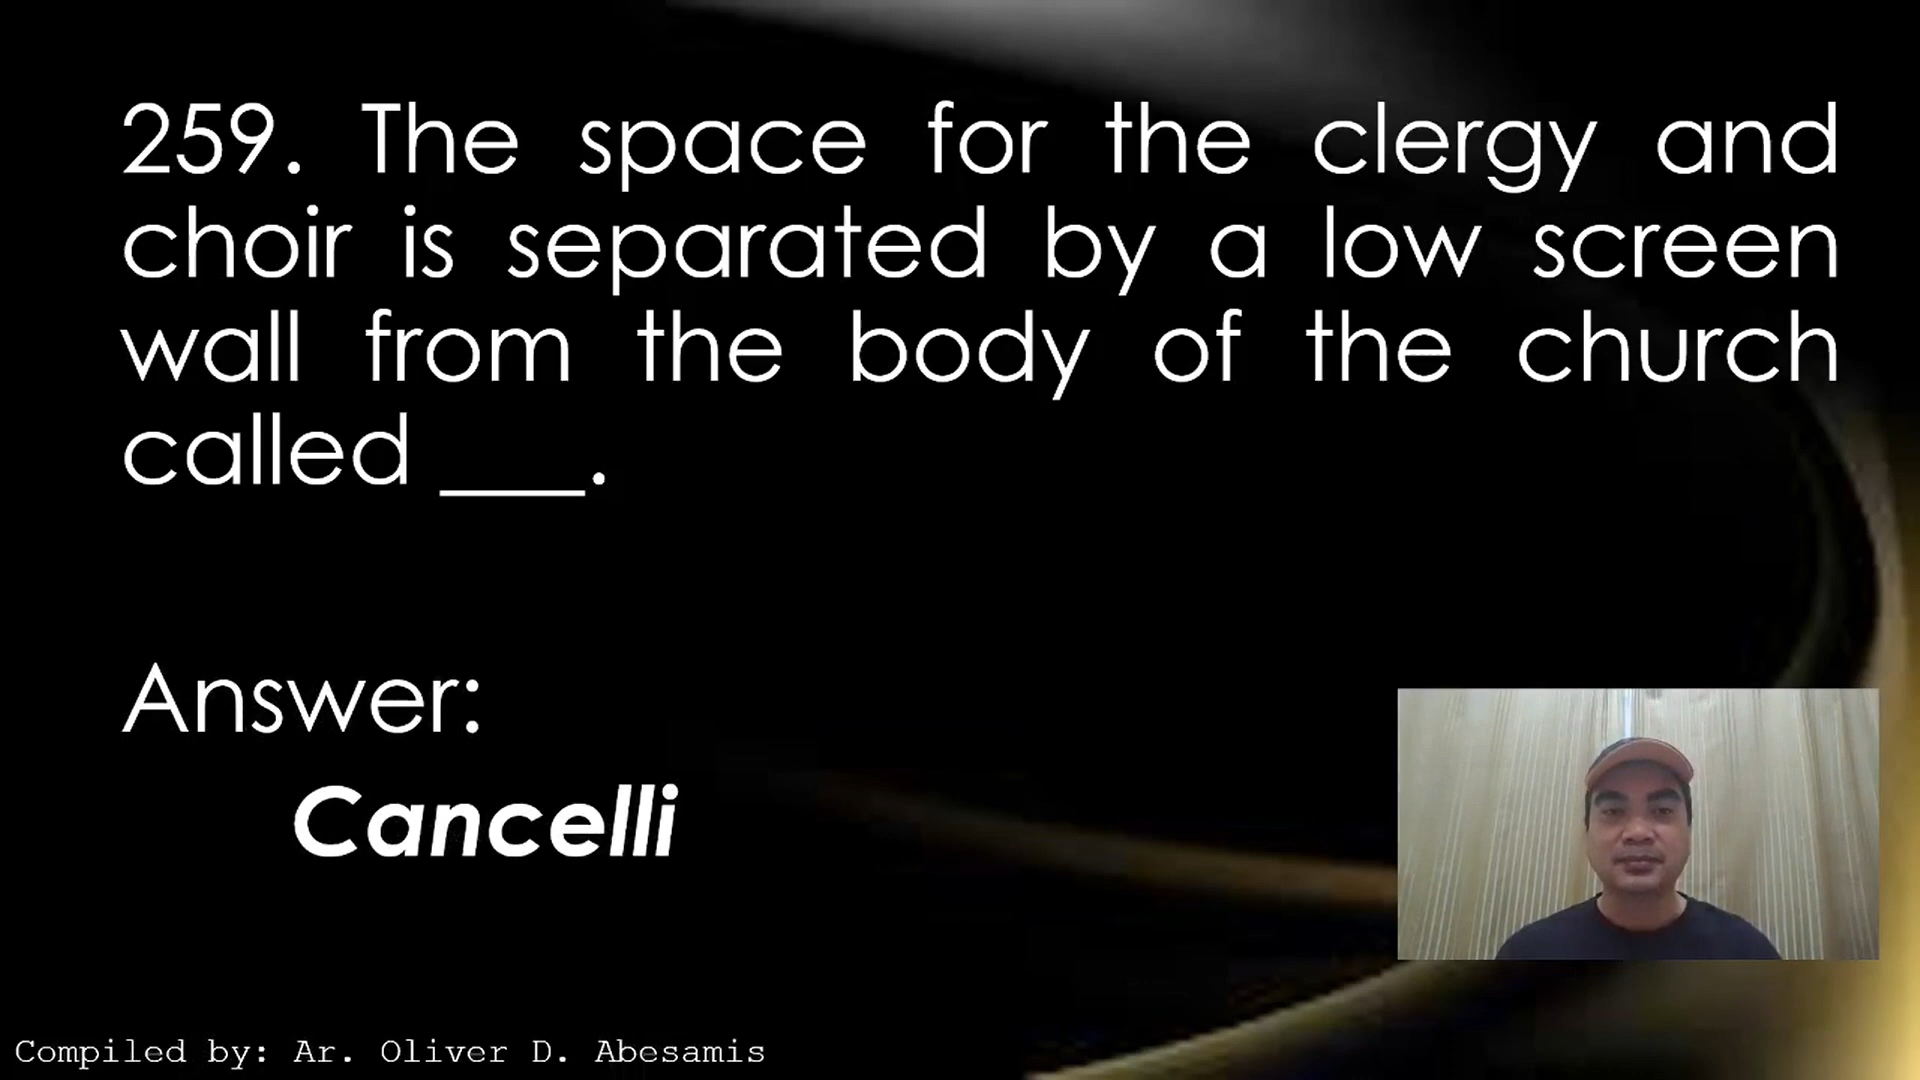 259. The space for the clergy and
choir is separated by a low screen
wall from the body of the church
called ___.
Answer:
Cancelli
Compiled by: Ar. Oliver D. Abesamis